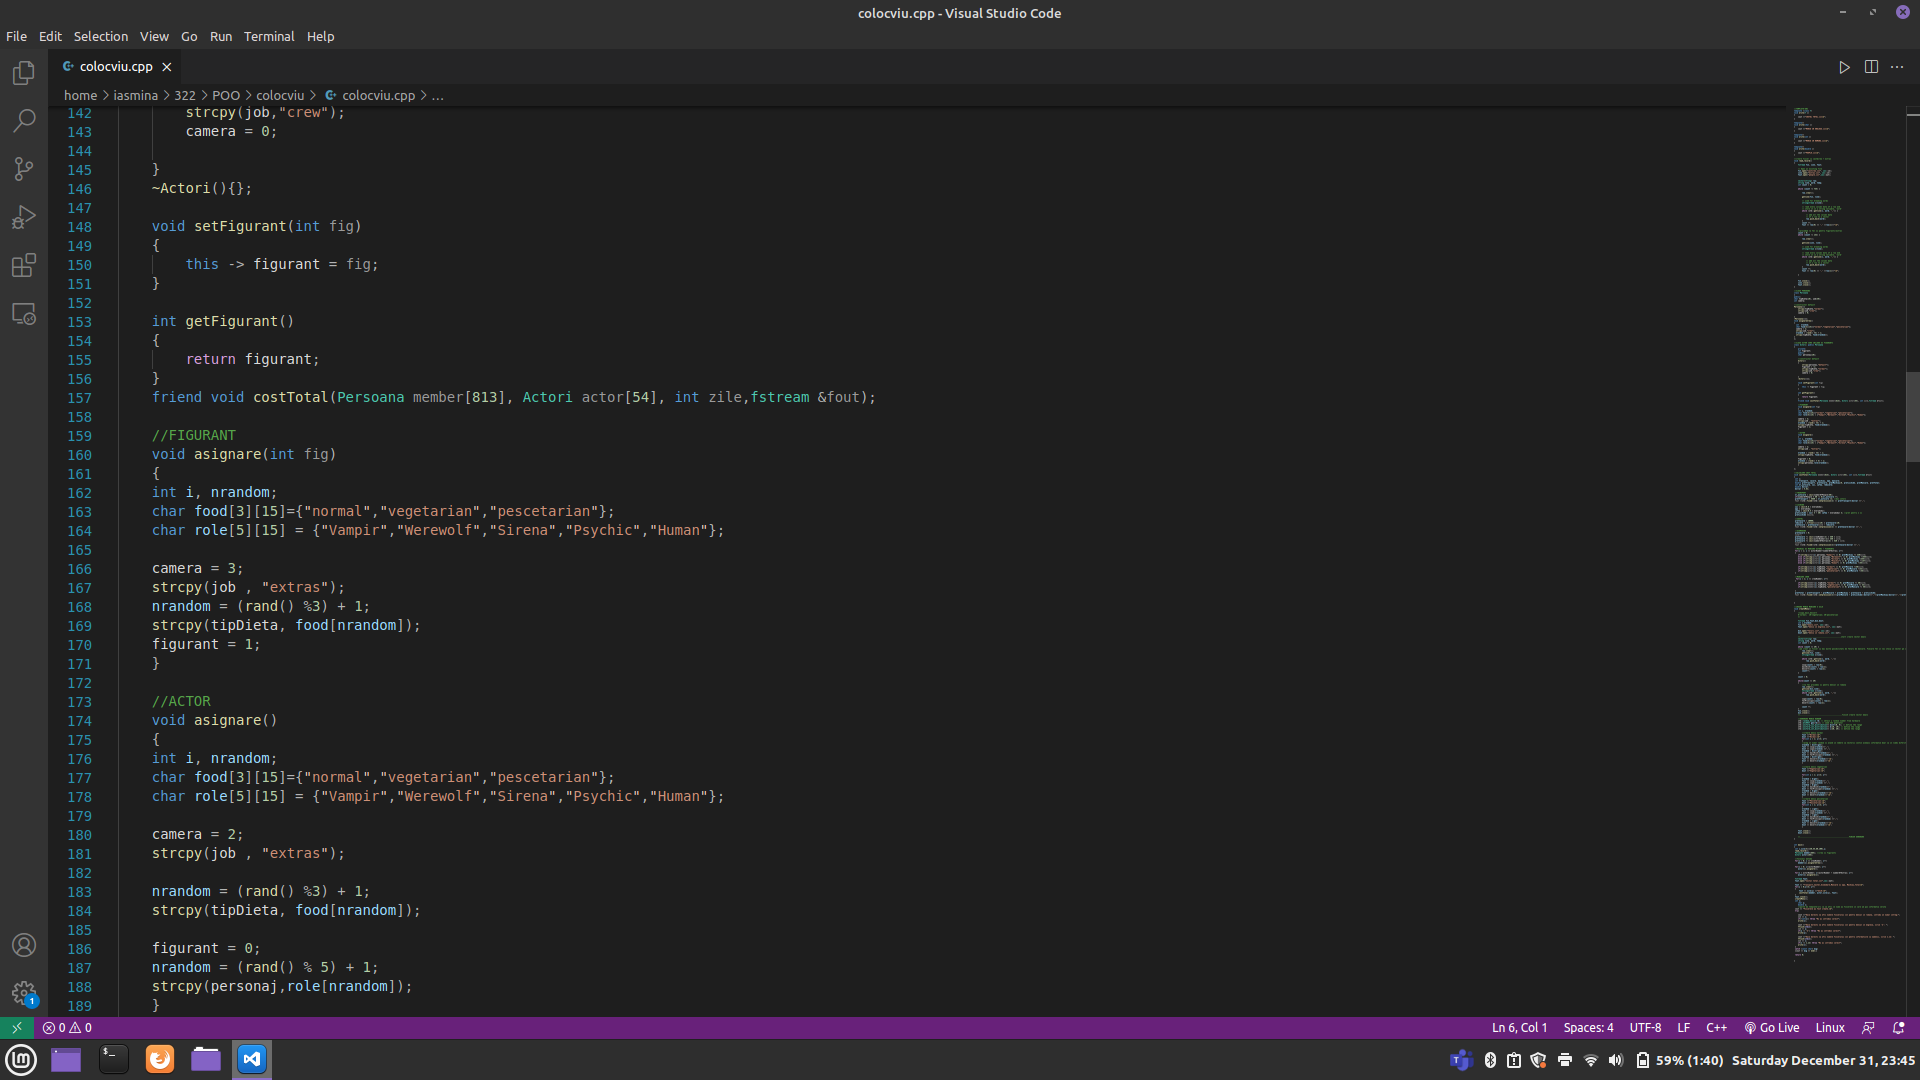 colocviu.cpp - Visual Studio Code
File Edit Selection View Go Run Terminal Help
colocviu.cpp
home > iasmina > 322 > POO > colocviu > colocviu.cpp > ...
142 strcpy(job,"crew");
143 camera = 0;
144
145 }
146 ~Actori(){};
147
148 void setFigurant(int fig)
149 {
150 this -> figurant = fig;
151 }
152
153 int getFigurant()
154 {
155 return figurant;
156 }
157 friend void costTotal(Persoana member[813], Actori actor[54], int zile,fstream &fout);
158
159 //FIGURANT
160 void asignare(int fig)
161 {
162 int i, nrandom;
163 char food[3][15]={"normal","vegetarian","pescetarian"};
164 char role[5][15] = {"Vampir","Werewolf","Sirena","Psychic","Human"};
165
166 camera = 3;
167 strcpy(job , "extras");
168 nrandom = (rand() %3) + 1;
169 strcpy(tipDieta, food[nrandom]);
170 figurant = 1;
171 }
172
173 //ACTOR
174 void asignare()
175 {
176 int i, nrandom;
177 char food[3][15]={"normal","vegetarian","pescetarian"};
178 char role[5][15] = {"Vampir","Werewolf","Sirena","Psychic","Human"};
179
180 camera = 2;
181 strcpy(job , "extras");
182
183 nrandom = (rand() %3) + 1;
184 strcpy(tipDieta, food[nrandom]);
185
186 figurant = 0;
187 nrandom = (rand() % 5) + 1;
188 strcpy(personaj,role[nrandom]);
189 }
1
0 0 Ln 6, Col 1 Spaces: 4 UTF-8 LF C++ Go Live Linux
59% (1:40) Saturday December 31, 23:45